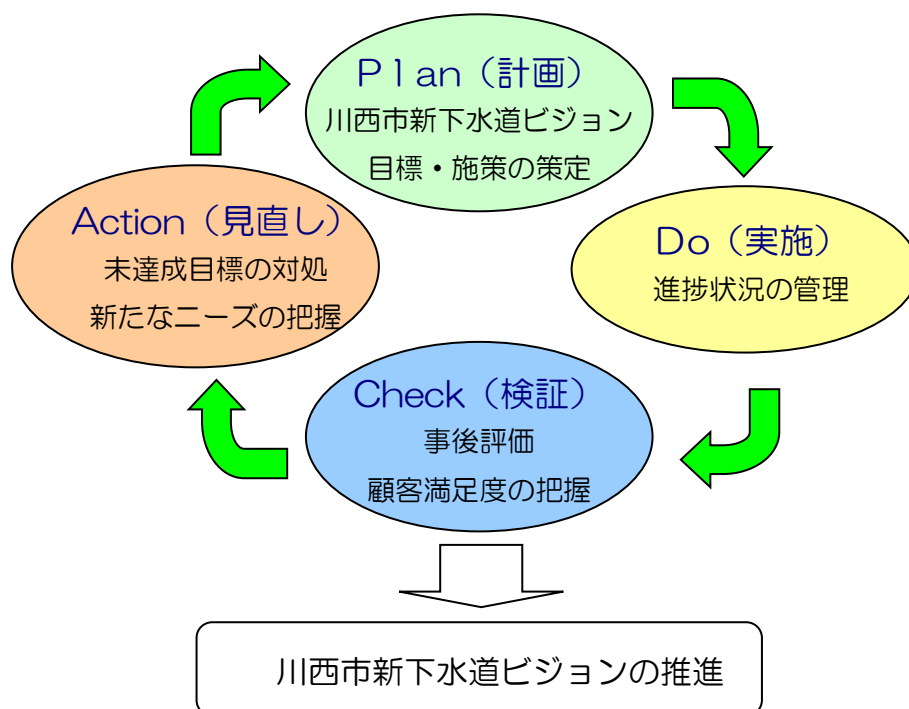 Plan（計画）
川西市新下水道ビジョン
目標・施策の策定
Do（実施）
進捗状況の管理
Check（検証）
事後評価
顧客満足度の把握
Action（見直し）
未達成目標の対処
新たなニーズの把握
川西市新下水道ビジョンの推進